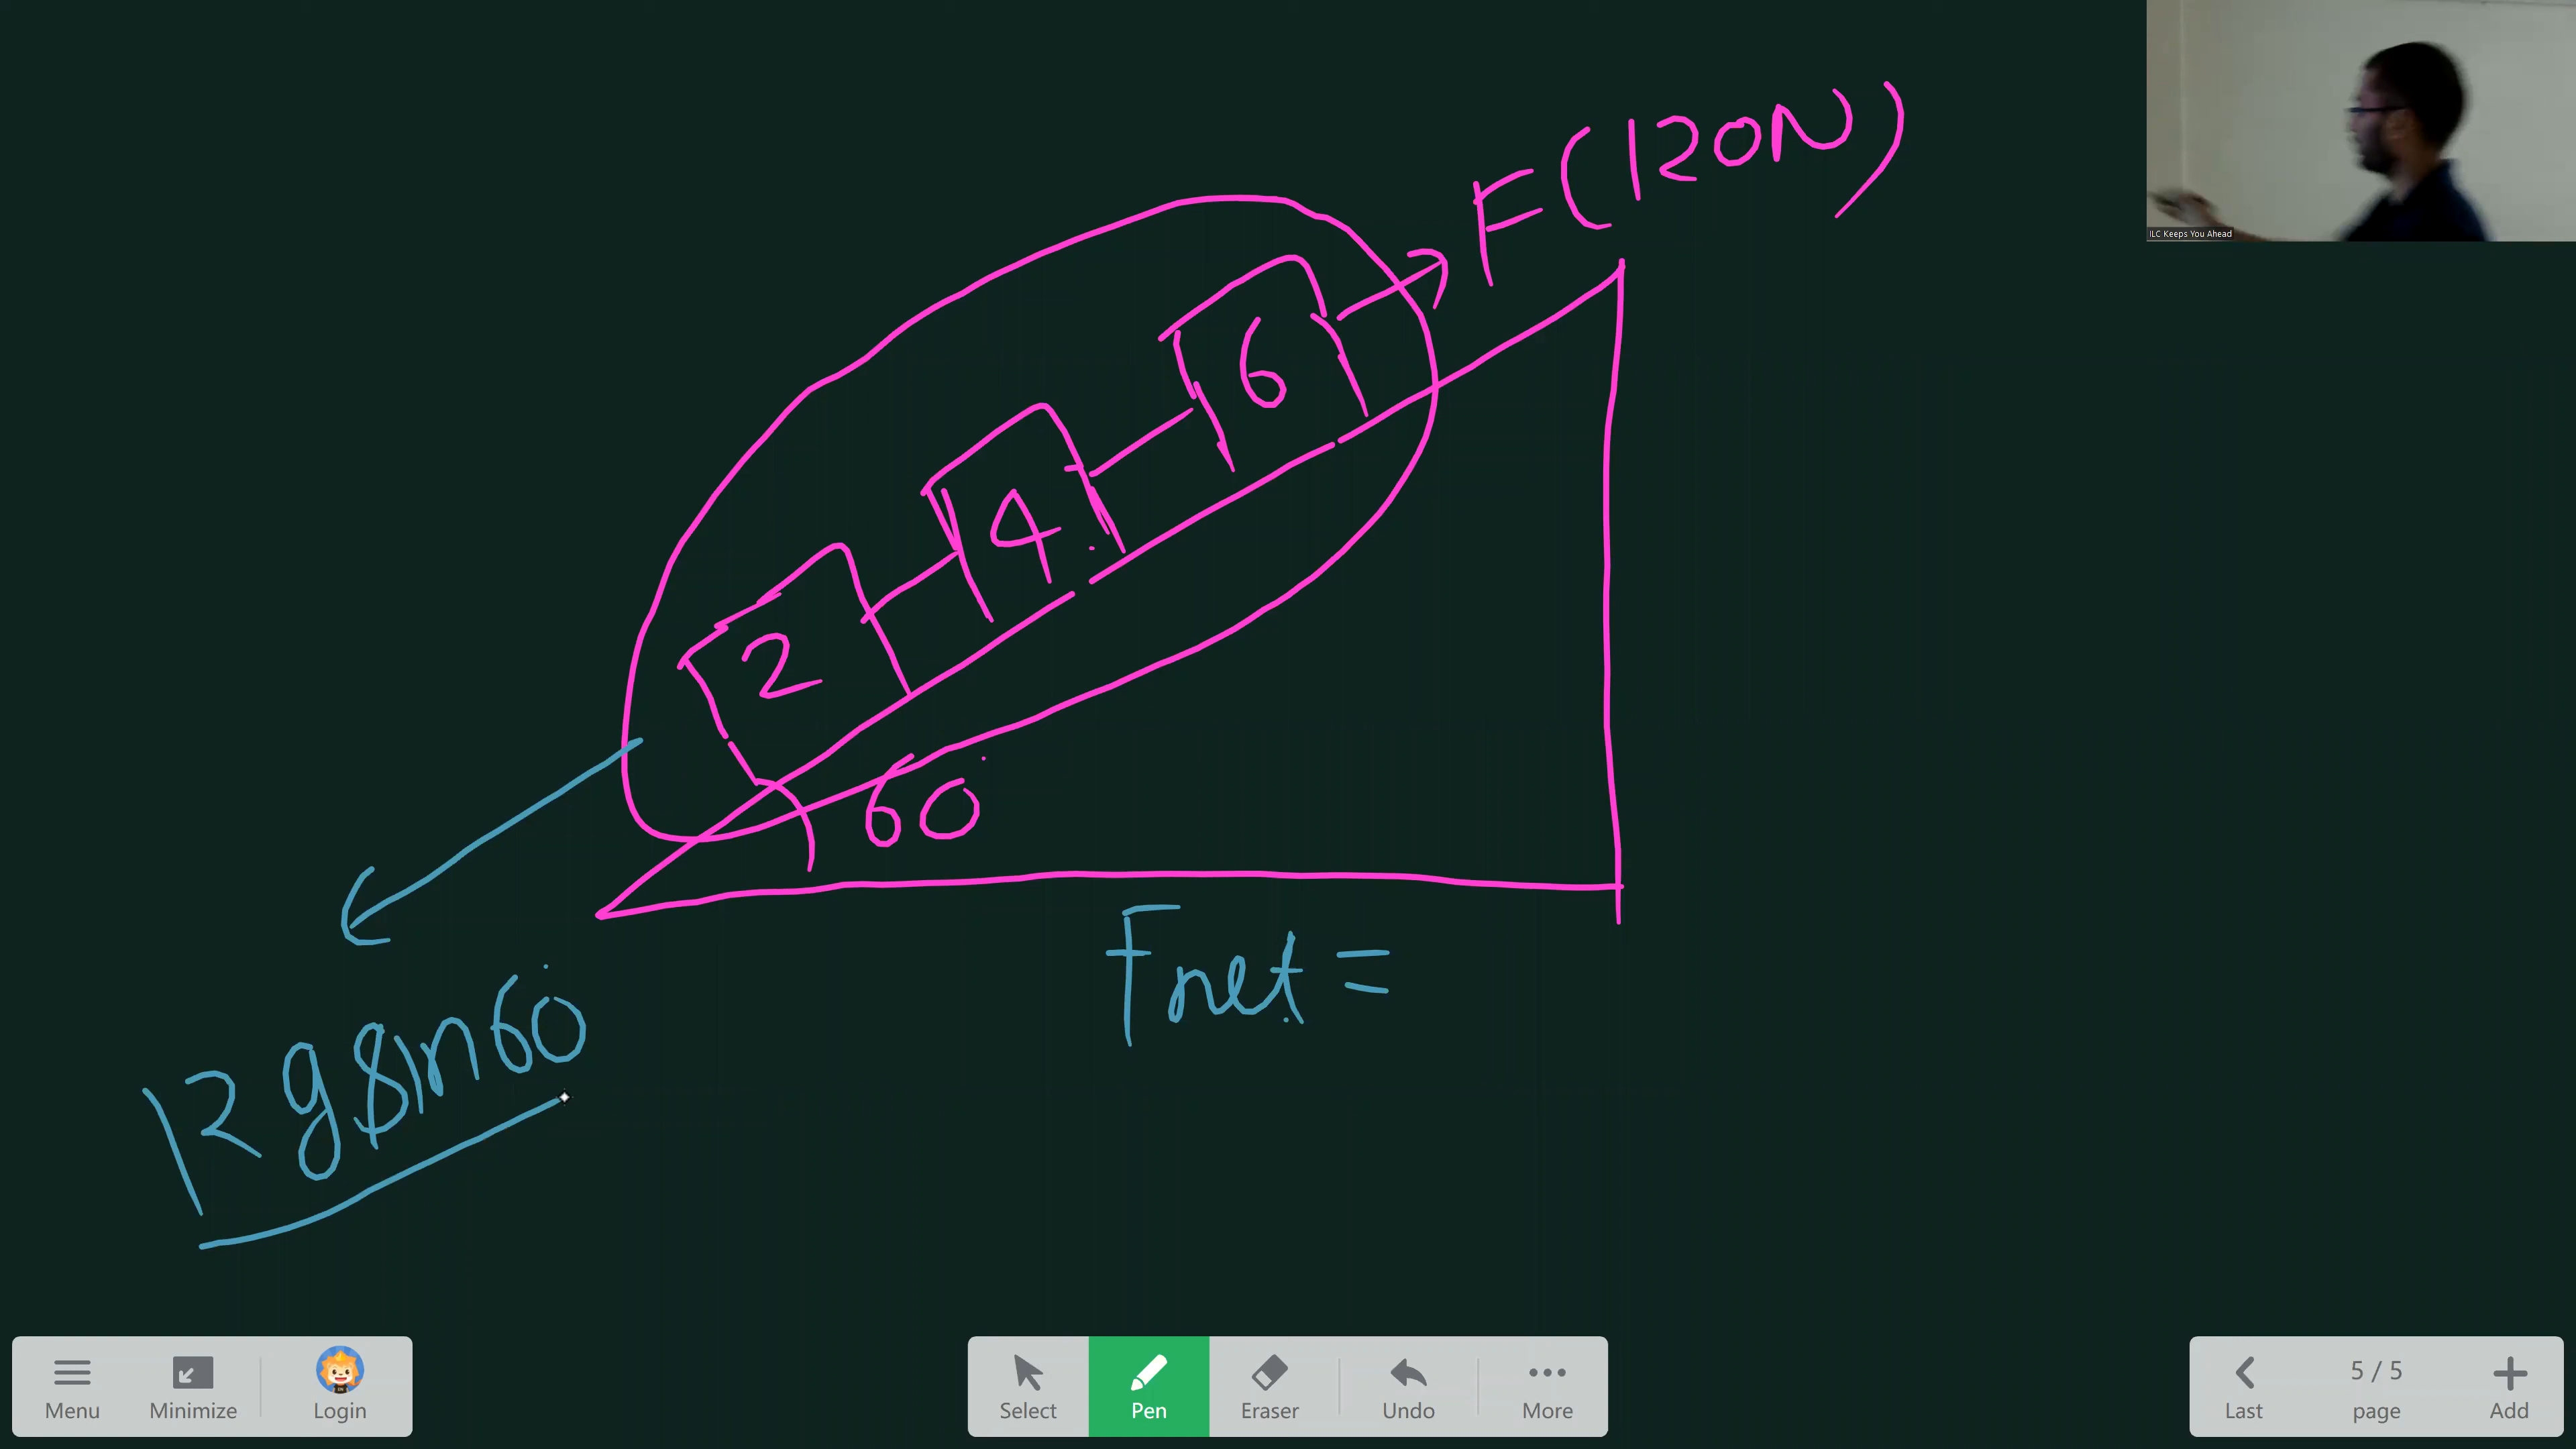 ILC Keeps You Ahead
F(120N)
6
4
2
60°
Fnet =
12gsin60°
Menu
Minimize
Login
Select
Pen
Eraser
Undo
More
Last
5 / 5
page
Add